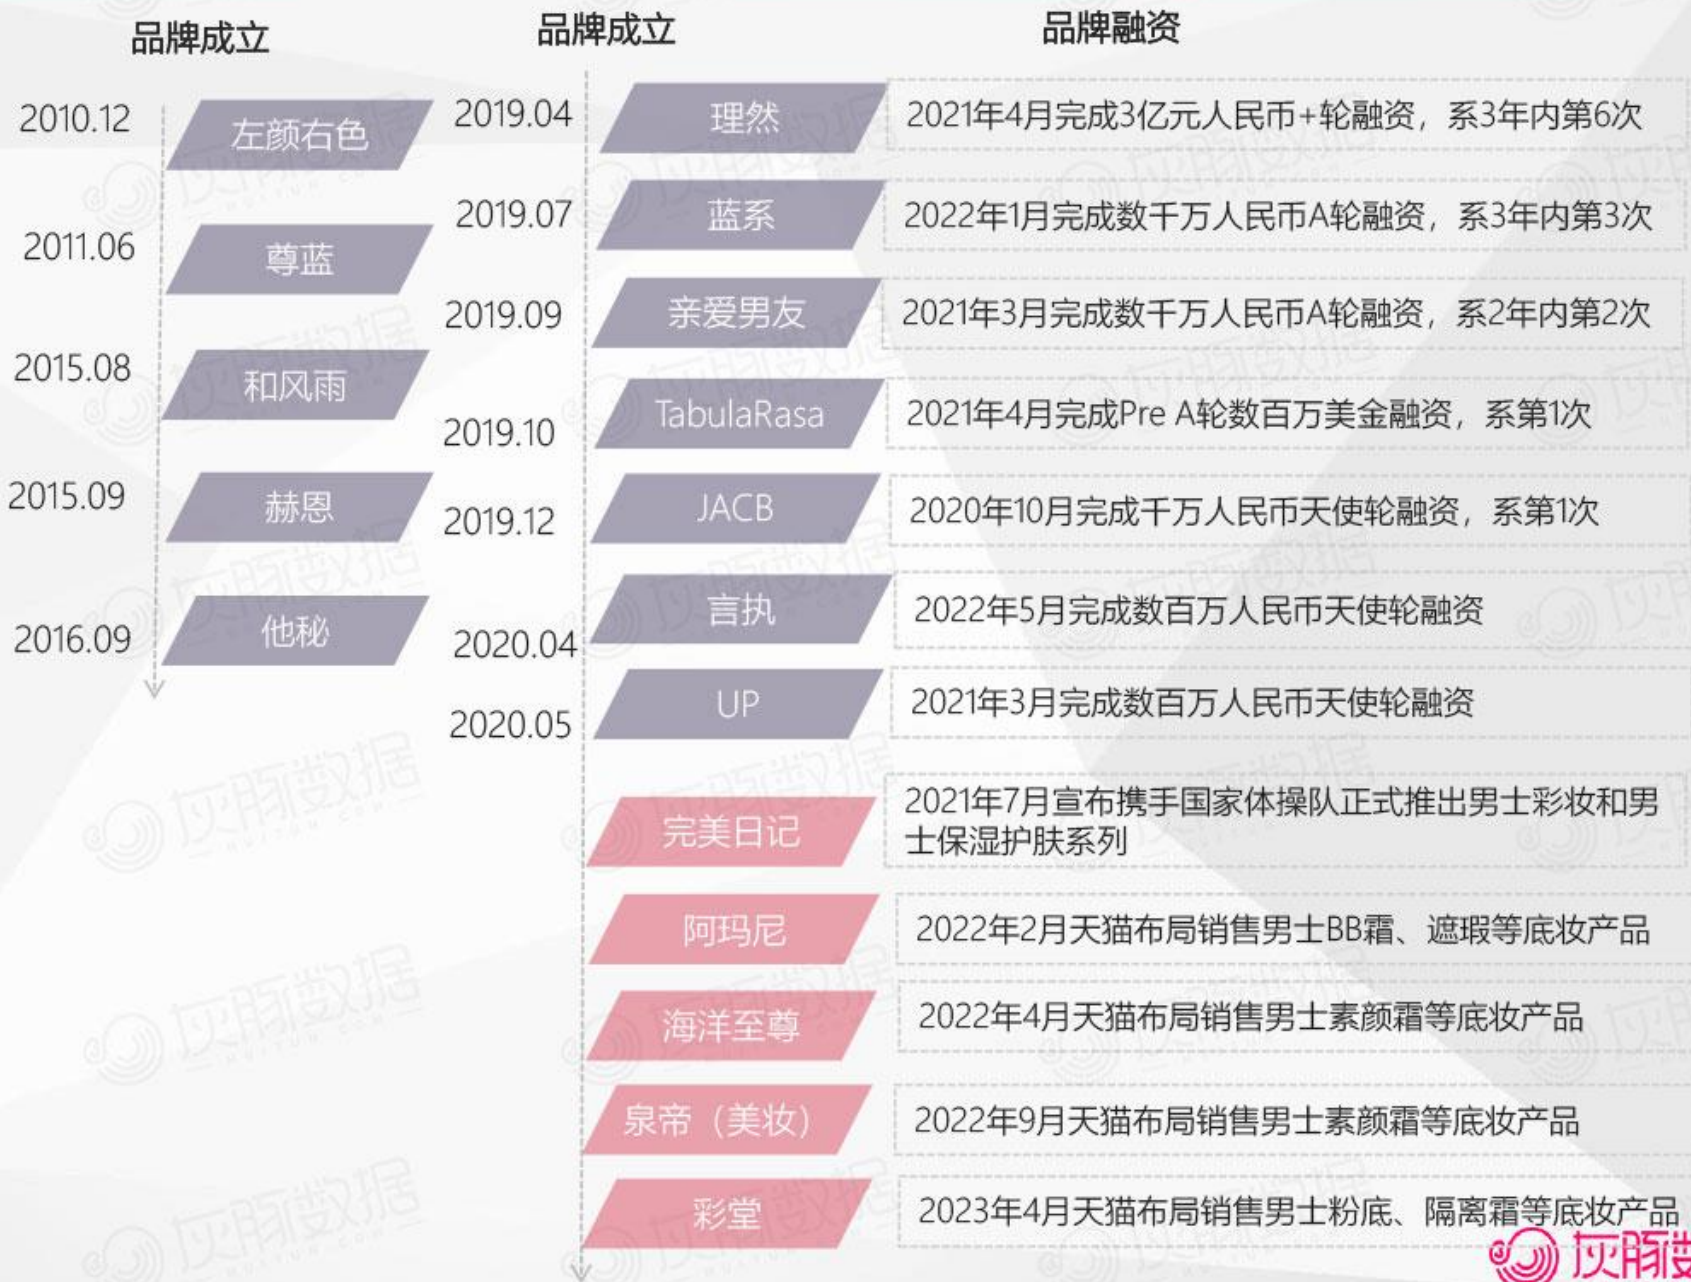 品牌成立
2010.12
左颜右色
2011.06
尊蓝
2015.08
和风雨
2015.09
赫恩
2016.09
他秘
品牌成立
品牌融资
2019.04
理然
2021年4月完成3亿元人民币+轮融资，系3年内第6次
2019.07
蓝系
2022年1月完成数千万人民币A轮融资，系3年内第3次
2019.09
亲爱男友
2021年3月完成数千万人民币A轮融资，系2年内第2次
2019.10
TabulaRasa
2021年4月完成Pre A轮数百万美金融资，系第1次
2019.12
JACB
2020年10月完成千万人民币天使轮融资，系第1次
2020.04
言执
2022年5月完成数百万人民币天使轮融资
2020.05
UP
2021年3月完成数百万人民币天使轮融资
完美日记
2021年7月宣布携手国家体操队正式推出男士彩妆和男
士保湿护肤系列
阿玛尼
2022年2月天猫布局销售男士BB霜、遮瑕等底妆产品
海洋至尊
2022年4月天猫布局销售男士素颜霜等底妆产品
泉帝（美妆）
2022年9月天猫布局销售男士素颜霜等底妆产品
彩堂
2023年4月天猫布局销售男士粉底、隔离霜等底妆产品
灰豚数
灰豚数据